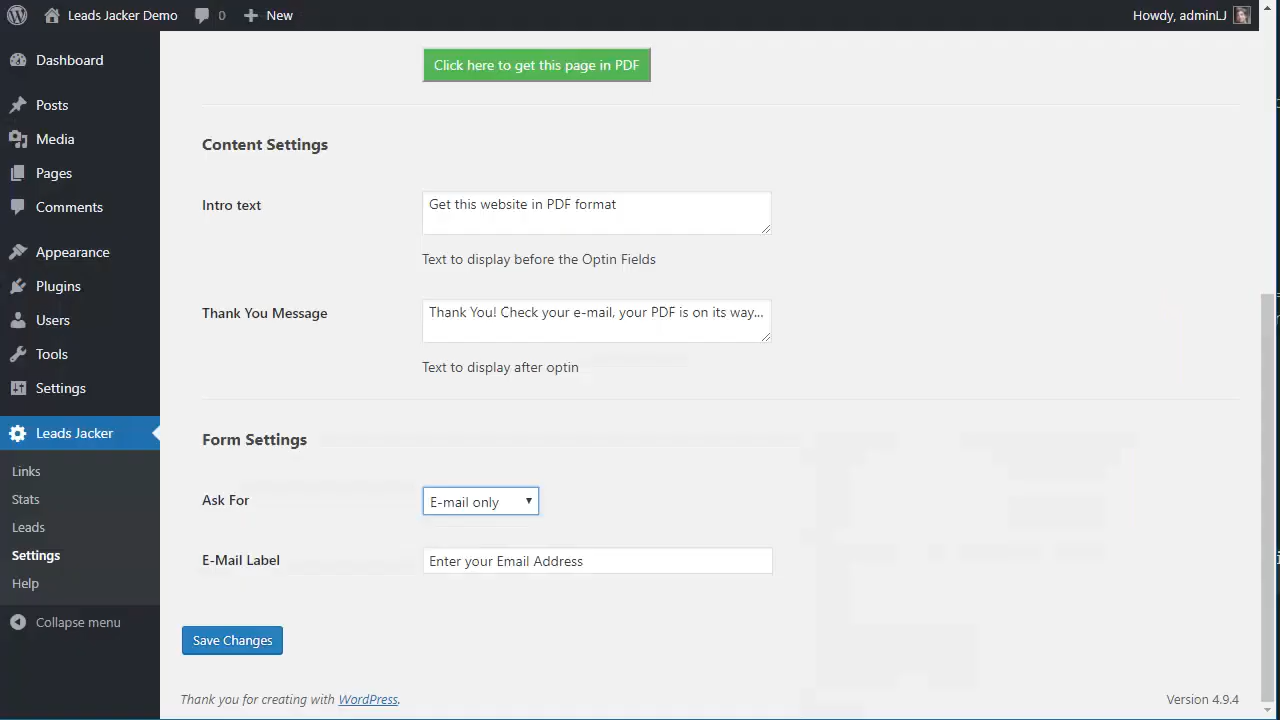 Leads Jacker Demo 0 New Howdy, adminLJ
Dashboard
Posts
Media
Pages
Comments
Appearance
Plugins
Users
Tools
Settings
Leads Jacker
Links
Stats
Leads
Settings
Help
Collapse menu
Click here to get this page in PDF
Content Settings
Intro text
Get this website in PDF format
Text to display before the Optin Fields
Thank You Message
Thank You! Check your e-mail, your PDF is on its way...
Text to display after optin
Form Settings
Ask For
E-mail only
E-Mail Label
Enter your Email Address
Save Changes
Thank you for creating with WordPress.
Version 4.9.4